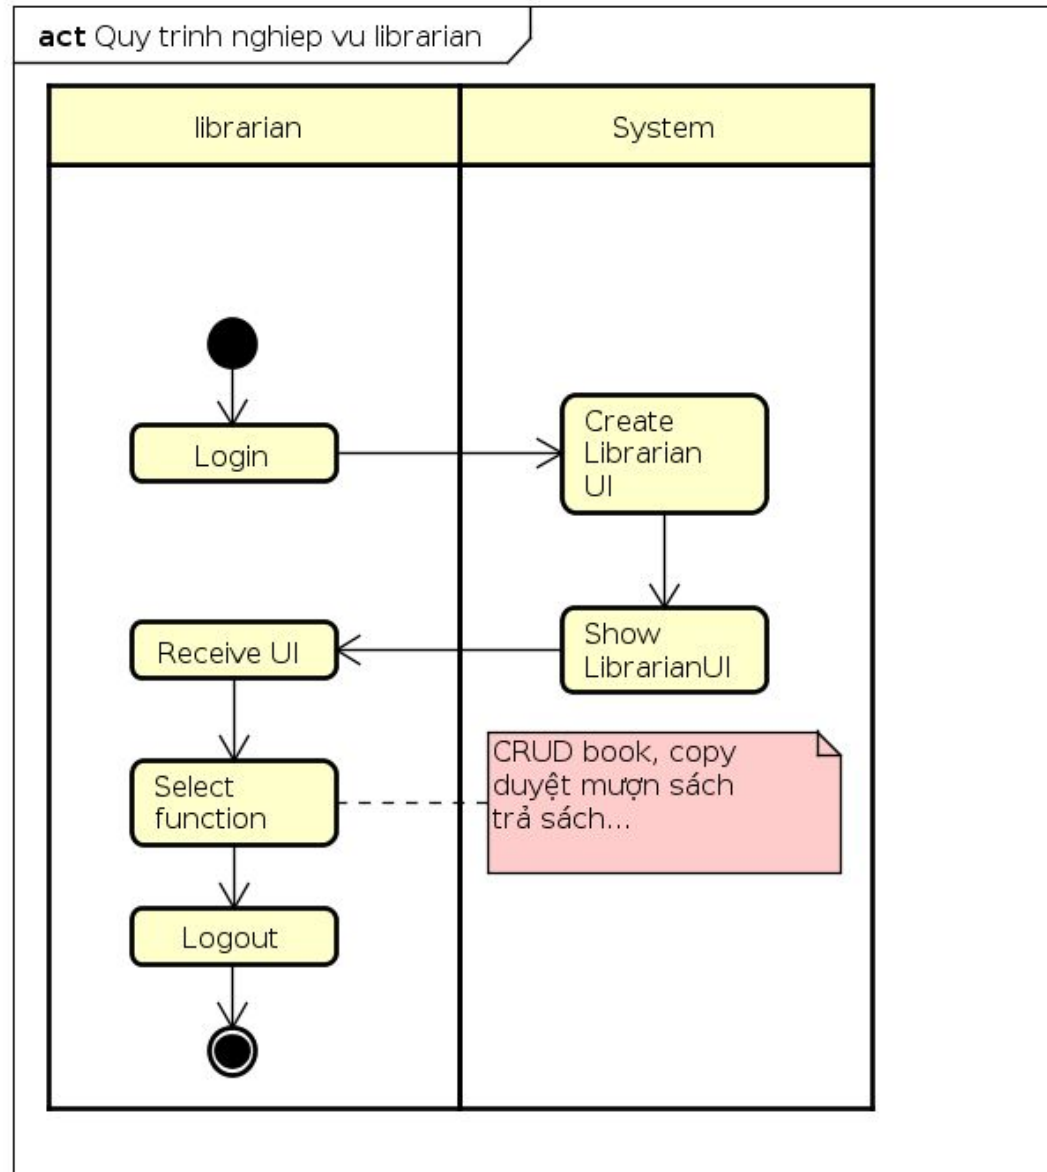 act Quy trinh nghiep vu librarian
librarian
System
Login
Create
Librarian
UI
Show
LibrarianUI
Receive UI
Select
function
CRUD book, copy
duyệt mượn sách
trả sách...
Logout